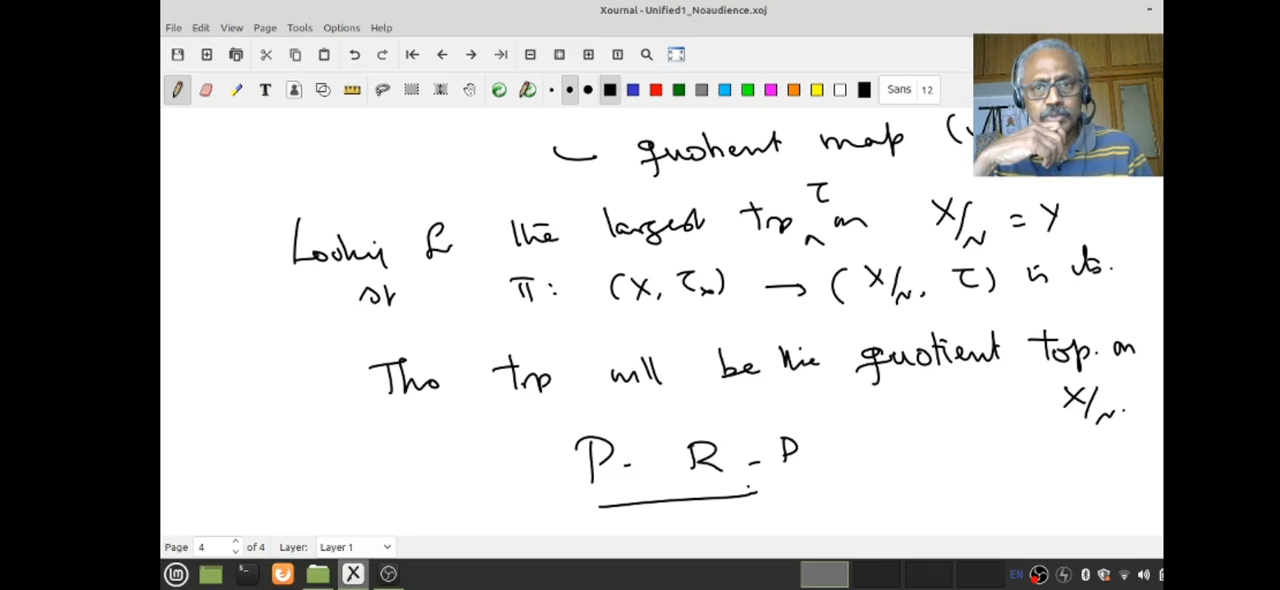 Xournal - Unified1_Noaudience.xoj
File Edit View Page Tools Options Help
Sans 12
quotient map (
Looking for the largest top τ on X/~ = Y
st π: (X, τₓ) → (X/~, τ) is cts.
This top will be the quotient top. on
X/~.
P. R - P
Page 4 of 4 Layer: Layer 1
EN